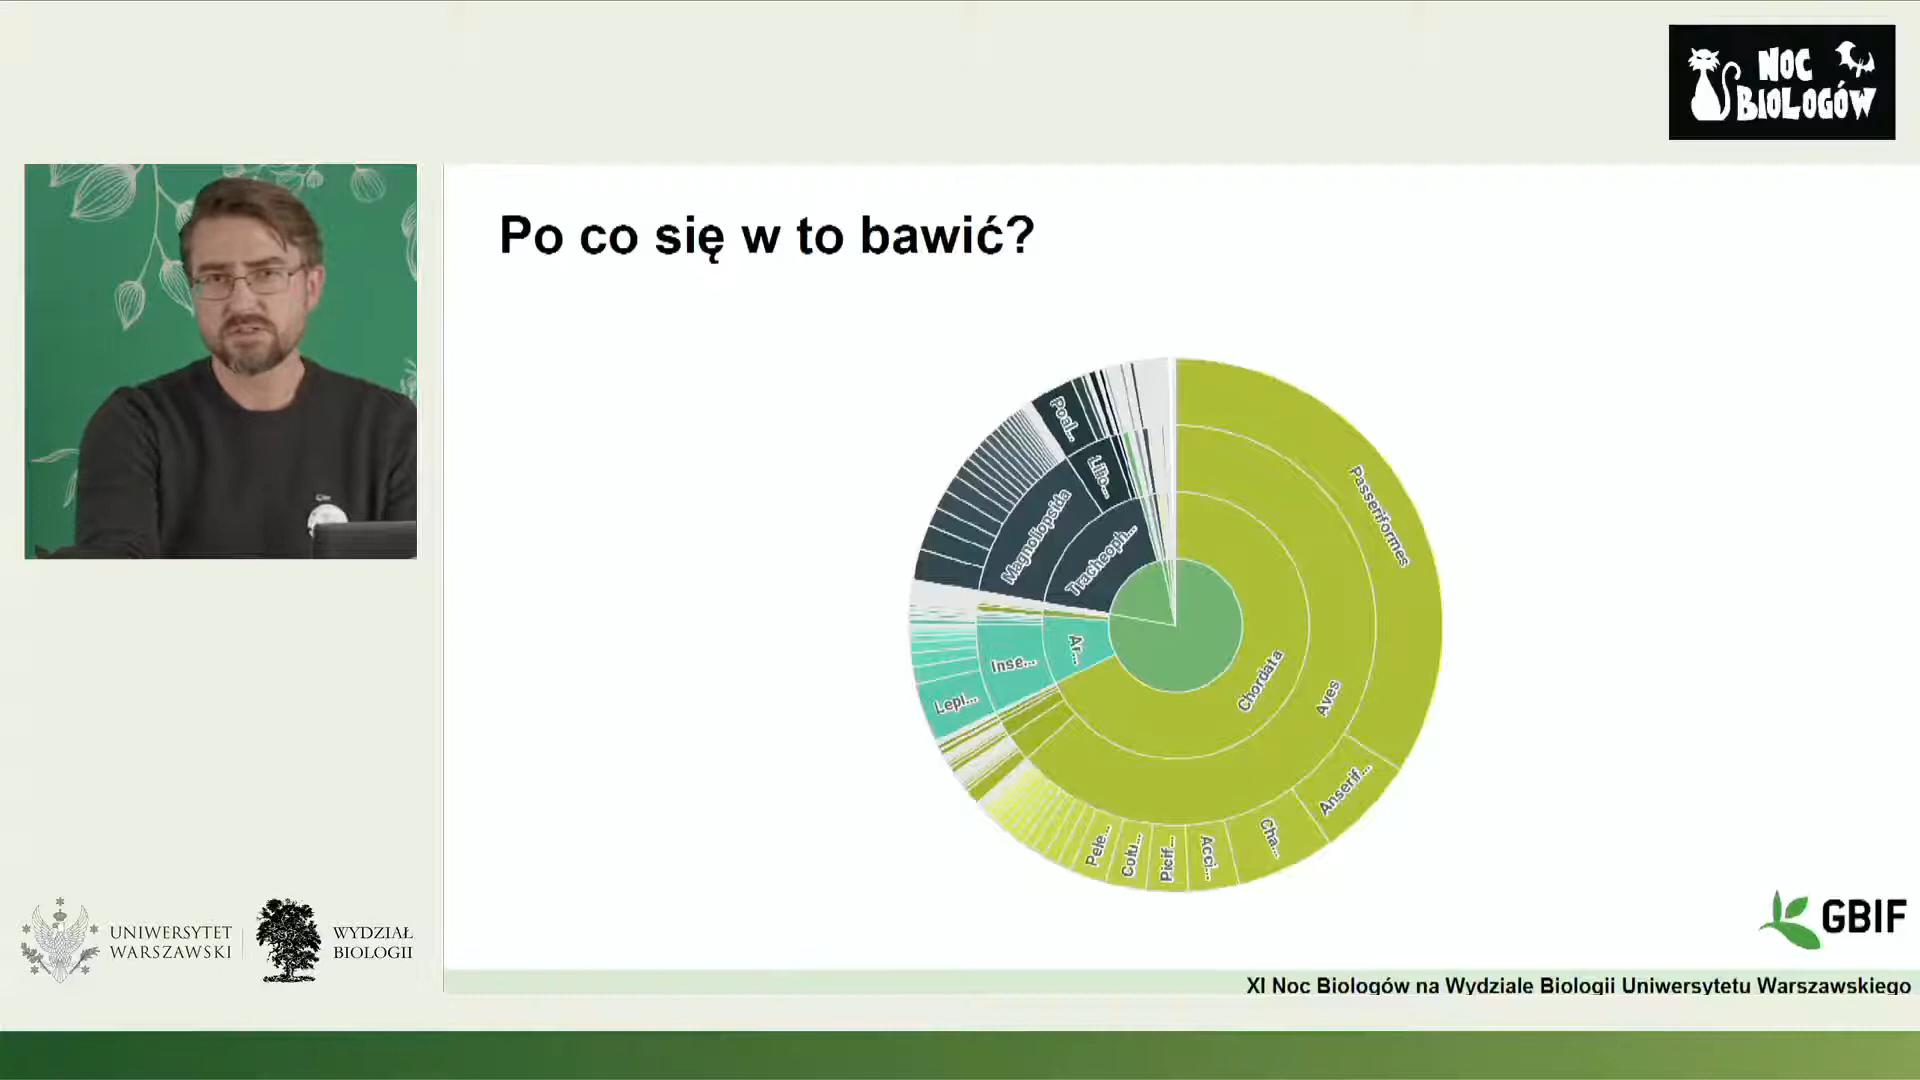 NOC
BIOLOGÓW
Po co się w to bawić?
Poal...
Lilio...
Magnoliopsida
Tracheoph...
Passeriformes
Ar...
Inse...
Lepi...
Chordata
Aves
Anserif...
Cha...
Acci...
Picif...
Colu...
Pele...
GBIF
UNIWERSYTET
WARSZAWSKI
WYDZIAŁ
BIOLOGII
XI Noc Biologów na Wydziale Biologii Uniwersytetu Warszawskiego